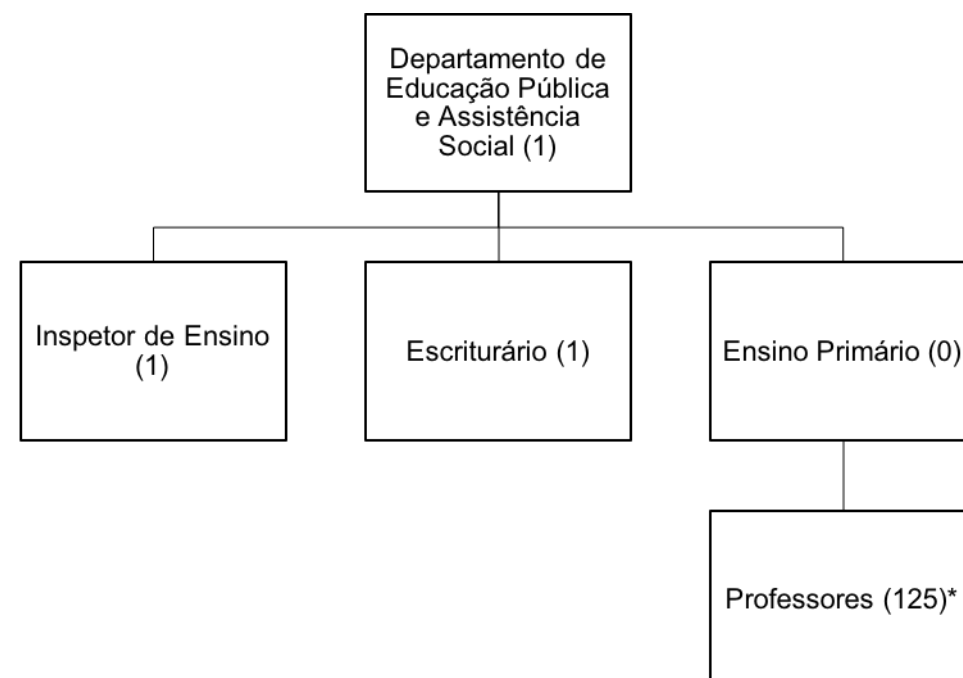 Departamento de
Educação Pública
e Assistência
Social (1)
Inspetor de Ensino
(1)
Escriturário (1)
Ensino Primário (0)
Professores (125)*